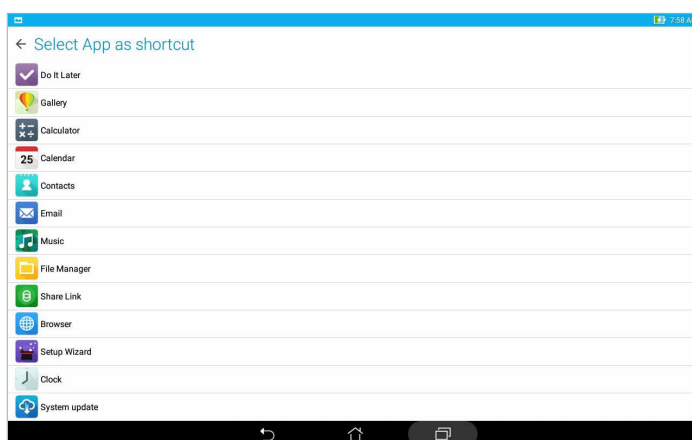 7:58 A
Select App as shortcut
Do It Later
Gallery
Calculator
25 Calendar
Contacts
Email
Music
File Manager
Share Link
Browser
Setup Wizard
Clock
System update